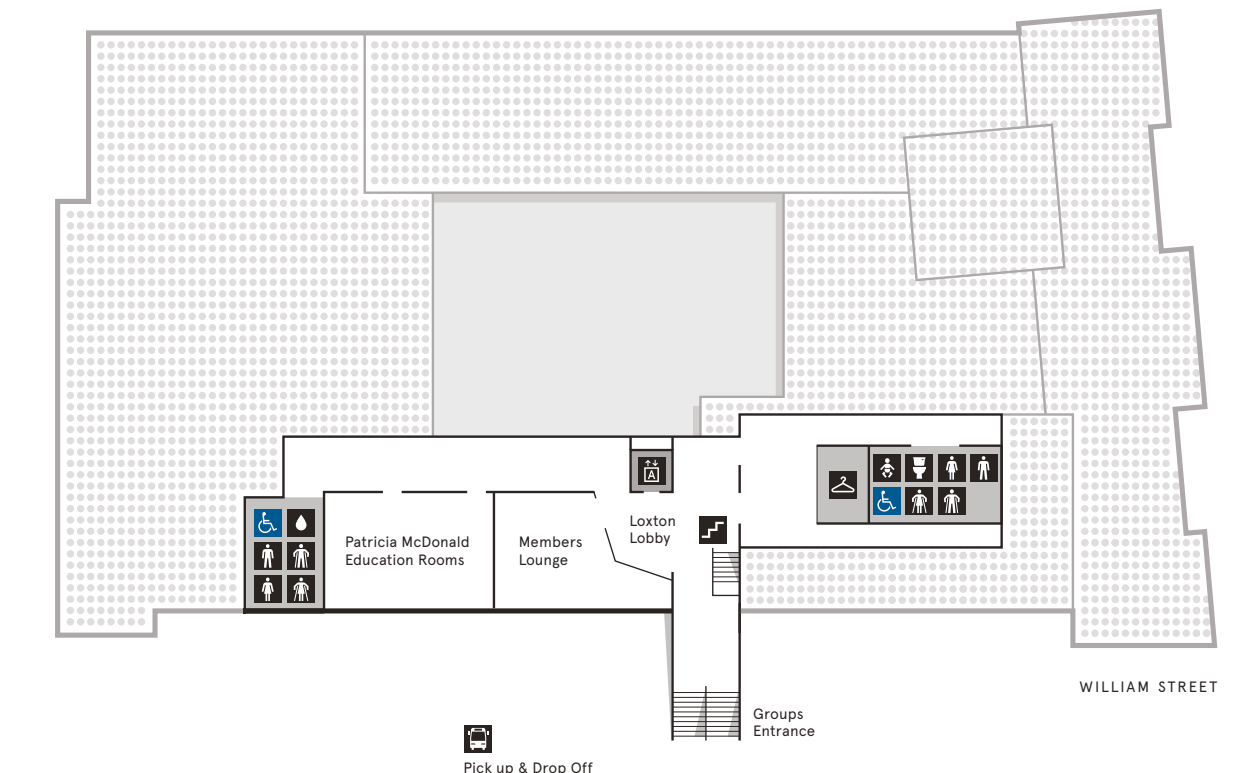 A
Loxton
Lobby
Patricia McDonald
Education Rooms
Members
Lounge
WILLIAM STREET
Groups
Entrance
Pick up & Drop Off